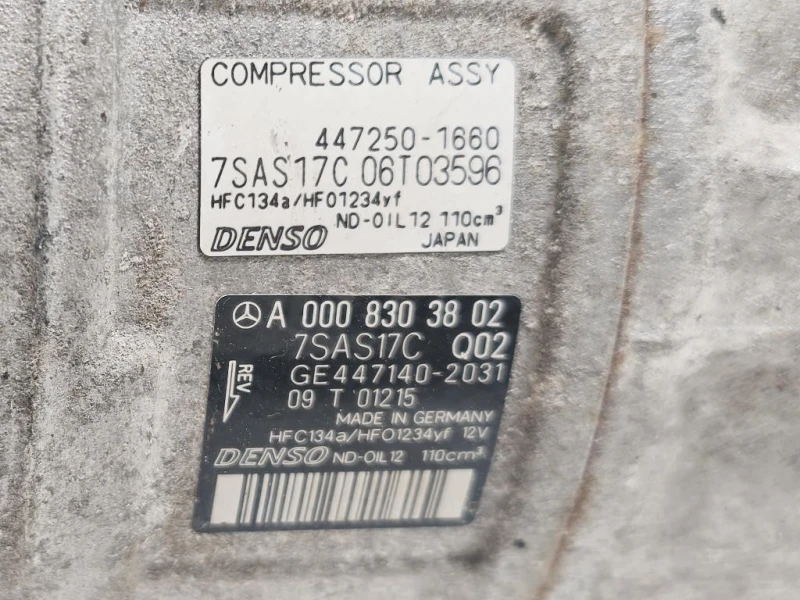 COMPRESSOR ASSY
447250-1660
7SAS17C 06T03596
HFC134a/HFO1234yf
ND-OIL12 110cm³
DENSO JAPAN
A 000 830 38 02
7SAS17C Q02
REV
GE447140-2031
09 T 01215
MADE IN GERMANY
HFC134a/HFO1234yf 12V
DENSO ND-OIL12 110cm³